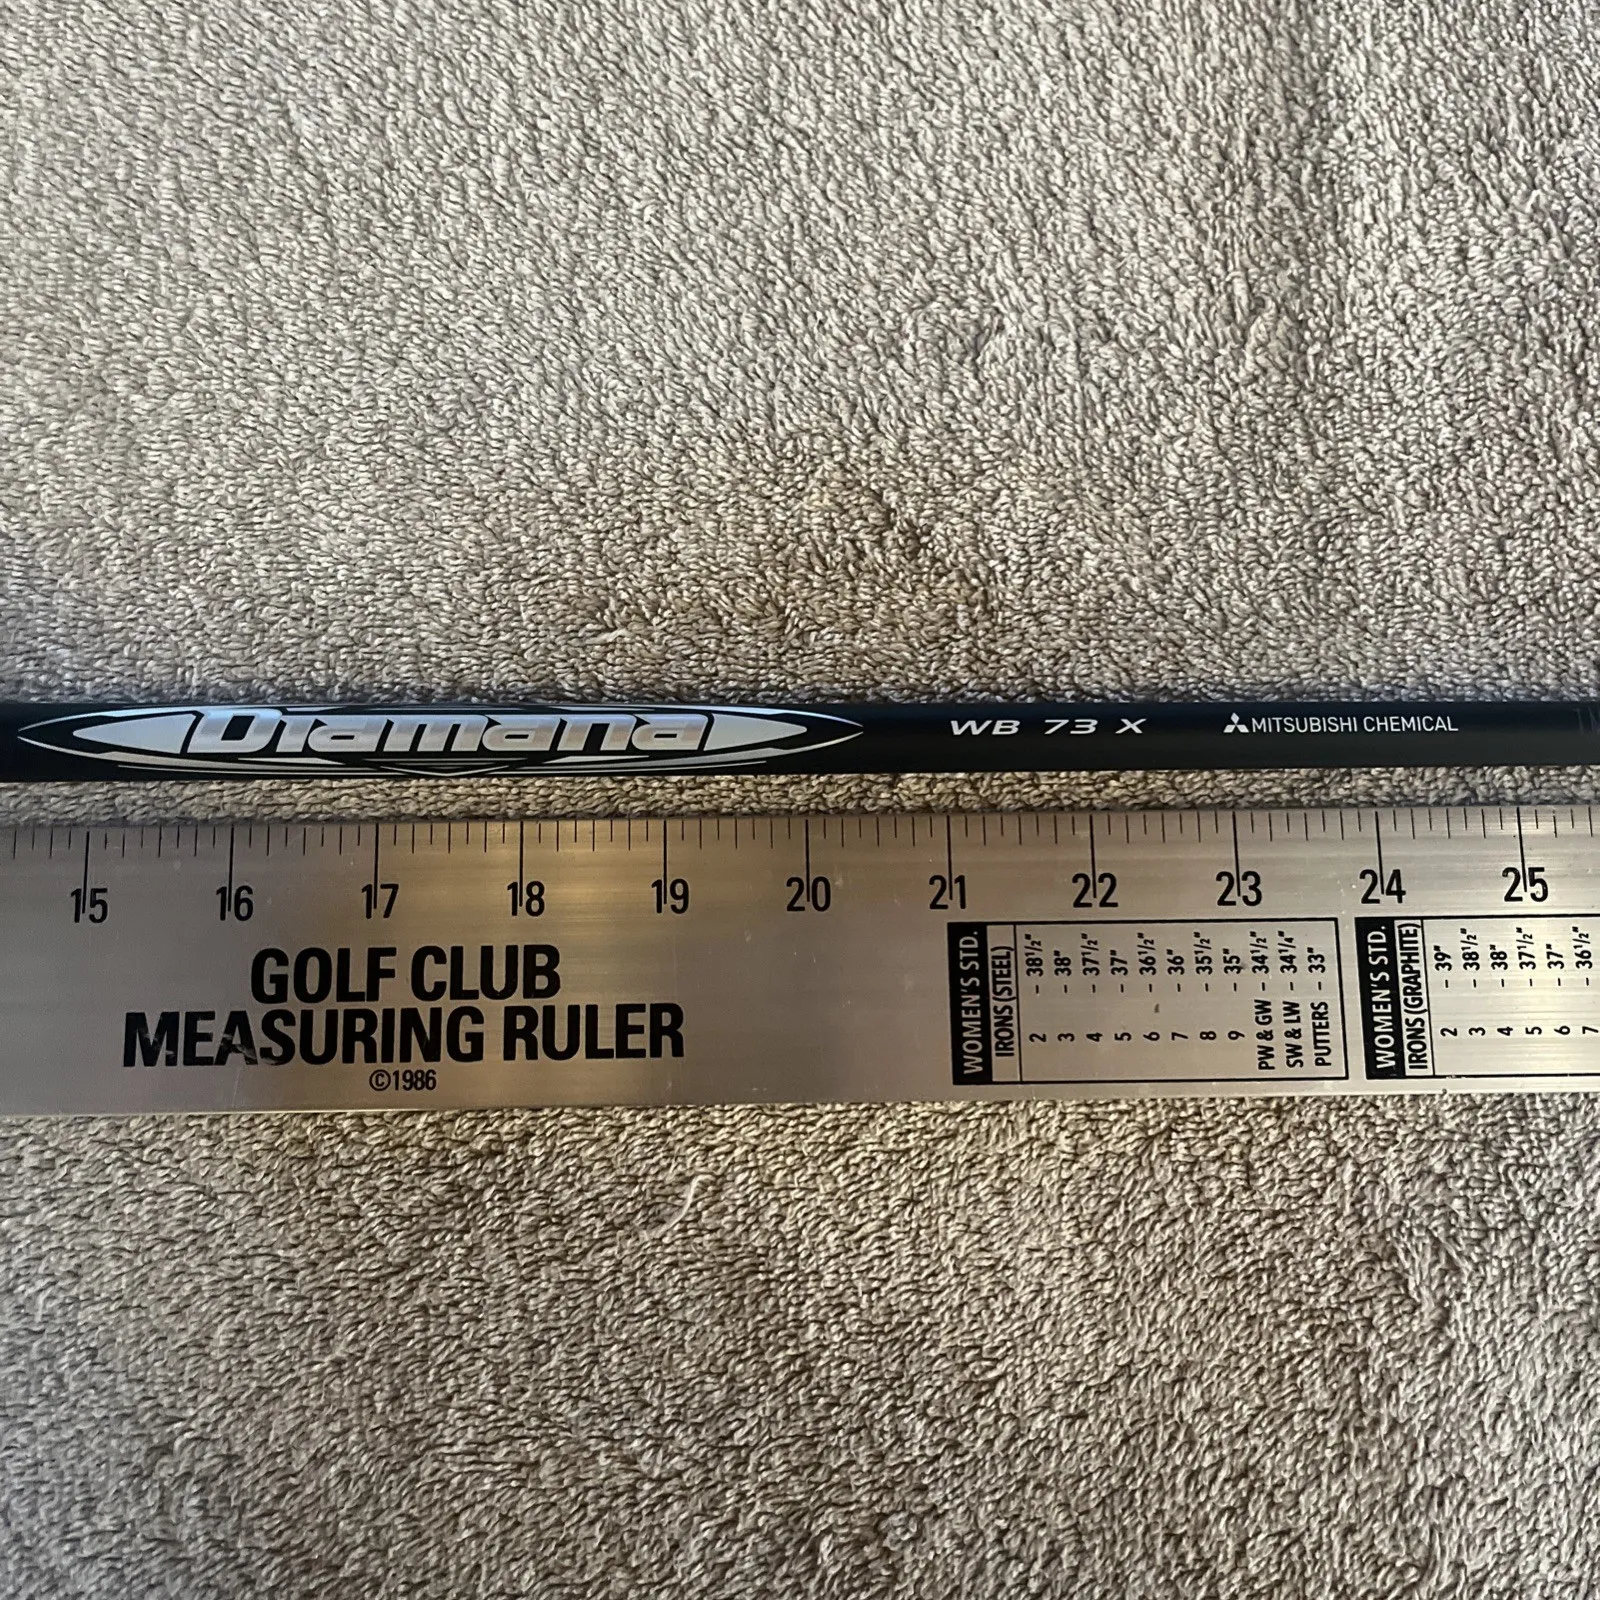 Diamana WB 73 X MITSUBISHI CHEMICAL
15 16 17 18 19 20 21 22 23 24 25
GOLF CLUB
MEASURING RULER
©1986
WOMEN'S STD.
IRONS (STEEL)
2 - 38½"
3 - 38"
4 - 37½"
5 - 37"
6 - 36½"
7 - 36"
8 - 35½"
9 - 35"
PW & GW - 34½"
SW & LW - 34¼"
PUTTERS - 33"
WOMEN'S STD.
IRONS (GRAPHITE)
2 - 39"
3 - 38½"
4 - 38"
5 - 37½"
6 - 37"
7 - 36½"